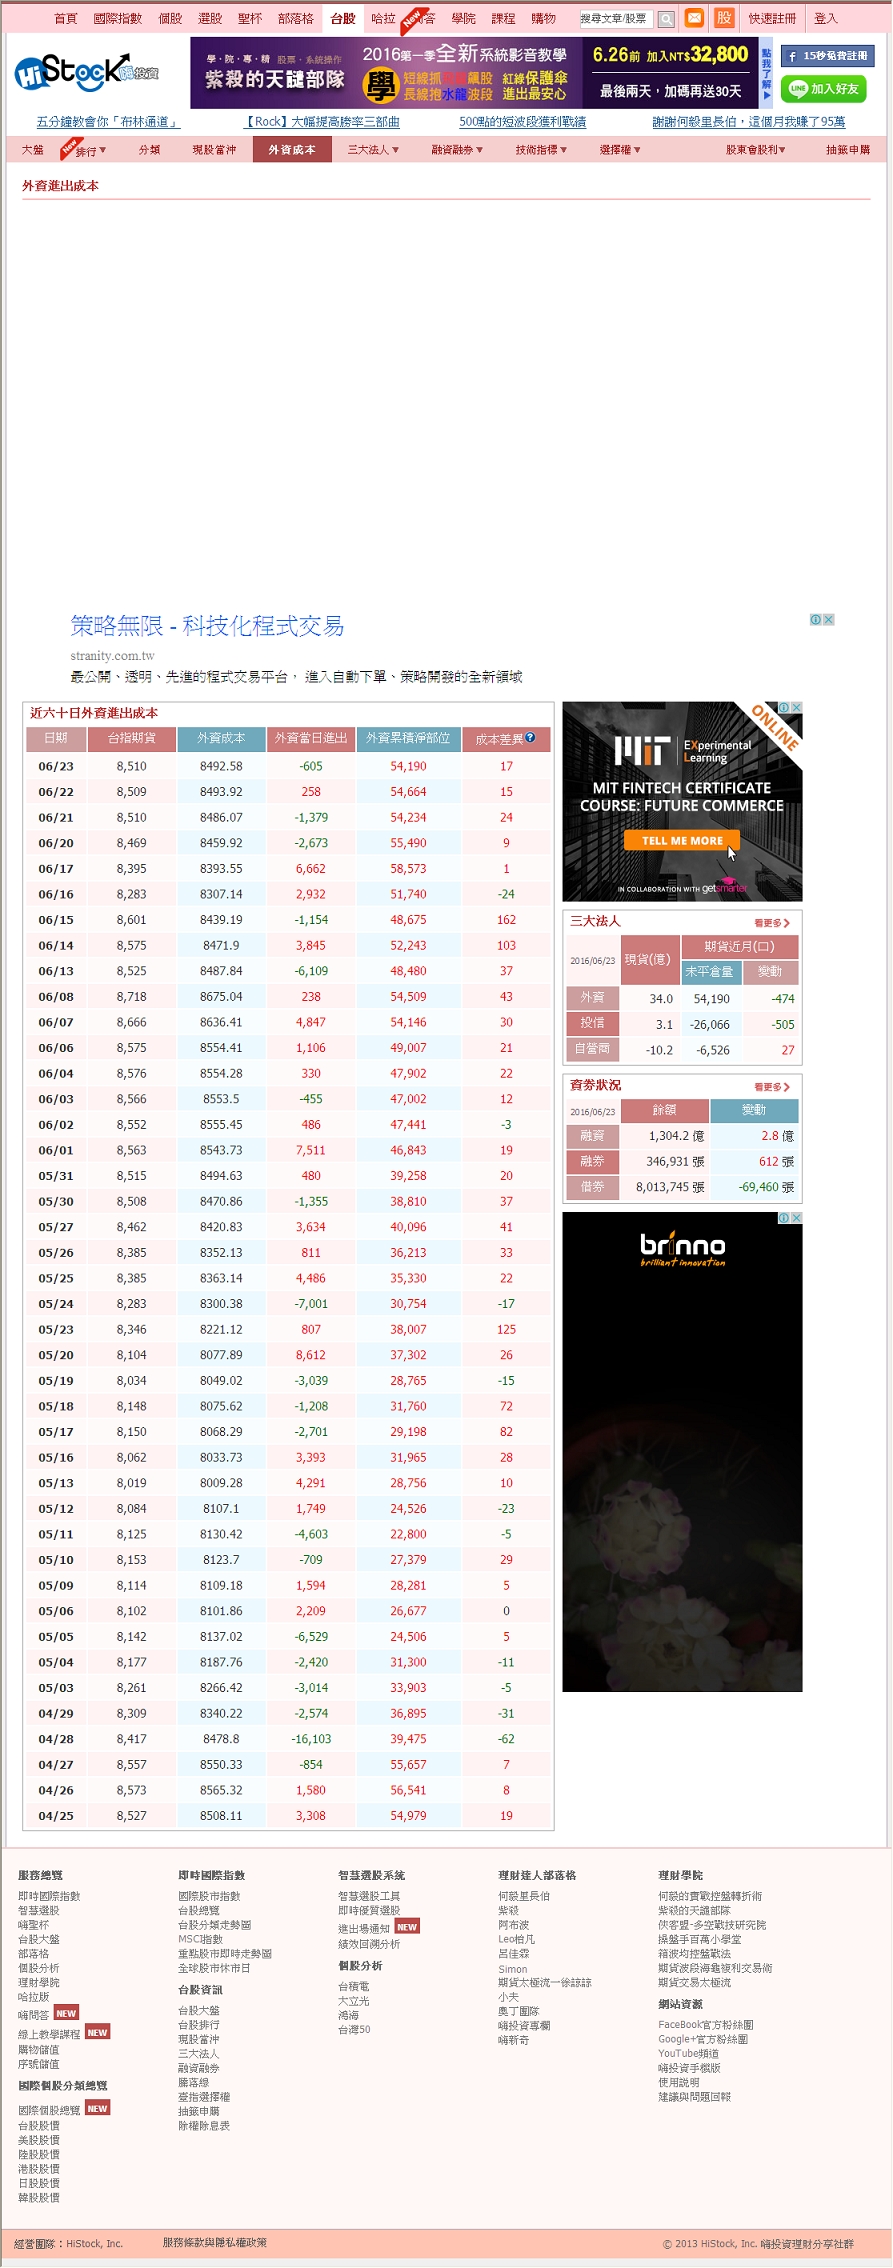 首頁 國際指數 個股 選股 聖杯 部落格 台股 哈拉 New 答 學院 課程 購物 搜尋文章/股票 股 快速註冊 登入
HiStock嗨投資
學・院・專・精 股票・系統操作
紫殺的天謎部隊
2016第一季全新系統影音教學
學 短線抓飆股 紅綠保護傘
長線抱水龍波段 進出最安心
6.26前 加入NT$32,800
最後兩天，加碼再送30天
點我了解▶
f 15秒免費註冊
LINE 加入好友
五分鐘教會你「布林通道」 【Rock】大幅提高勝率三部曲 500點的短波段獲利戰績 謝謝何毅里長伯，這個月我賺了95萬
大盤 New 排行▼ 分類 現股當沖 外資成本 三大法人▼ 融資融券▼ 技術指標▼ 選擇權▼ 股東會股利▼ 抽籤申購
外資進出成本
策略無限 - 科技化程式交易
stranity.com.tw
最公開、透明、先進的程式交易平台， 進入自動下單、策略開發的全新領域
近六十日外資進出成本
日期 台指期貨 外資成本 外資當日進出 外資累積淨部位 成本差異?
06/23 8,510 8492.58 -605 54,190 17
06/22 8,509 8493.92 258 54,664 15
06/21 8,510 8486.07 -1,379 54,234 24
06/20 8,469 8459.92 -2,673 55,490 9
06/17 8,395 8393.55 6,662 58,573 1
06/16 8,283 8307.14 2,932 51,740 -24
06/15 8,601 8439.19 -1,154 48,675 162
06/14 8,575 8471.9 3,845 52,243 103
06/13 8,525 8487.84 -6,109 48,480 37
06/08 8,718 8675.04 238 54,509 43
06/07 8,666 8636.41 4,847 54,146 30
06/06 8,575 8554.41 1,106 49,007 21
06/04 8,576 8554.28 330 47,902 22
06/03 8,566 8553.5 -455 47,002 12
06/02 8,552 8555.45 486 47,441 -3
06/01 8,563 8543.73 7,511 46,843 19
05/31 8,515 8494.63 480 39,258 20
05/30 8,508 8470.86 -1,355 38,810 37
05/27 8,462 8420.83 3,634 40,096 41
05/26 8,385 8352.13 811 36,213 33
05/25 8,385 8363.14 4,486 35,330 22
05/24 8,283 8300.38 -7,001 30,754 -17
05/23 8,346 8221.12 807 38,007 125
05/20 8,104 8077.89 8,612 37,302 26
05/19 8,034 8049.02 -3,039 28,765 -15
05/18 8,148 8075.62 -1,208 31,760 72
05/17 8,150 8068.29 -2,701 29,198 82
05/16 8,062 8033.73 3,393 31,965 28
05/13 8,019 8009.28 4,291 28,756 10
05/12 8,084 8107.1 1,749 24,526 -23
05/11 8,125 8130.42 -4,603 22,800 -5
05/10 8,153 8123.7 -709 27,379 29
05/09 8,114 8109.18 1,594 28,281 5
05/06 8,102 8101.86 2,209 26,677 0
05/05 8,142 8137.02 -6,529 24,506 5
05/04 8,177 8187.76 -2,420 31,300 -11
05/03 8,261 8266.42 -3,014 33,903 -5
04/29 8,309 8340.22 -2,574 36,895 -31
04/28 8,417 8478.8 -16,103 39,475 -62
04/27 8,557 8550.33 -854 55,657 7
04/26 8,573 8565.32 1,580 56,541 8
04/25 8,527 8508.11 3,308 54,979 19
ONLINE
MIT EXperimental Learning
MIT FINTECH CERTIFICATE
COURSE: FUTURE COMMERCE
TELL ME MORE
IN COLLABORATION WITH getsmarter
三大法人 看更多
2016/06/23 現貨(億) 期貨近月(口)
未平倉量 變動
外資 34.0 54,190 -474
投信 3.1 -26,066 -505
自營商 -10.2 -6,526 27
資券狀況 看更多
2016/06/23 餘額 變動
融資 1,304.2 億 2.8 億
融券 346,931 張 612 張
借券 8,013,745 張 -69,460 張
brinno
brilliant innovation
服務總覽
即時國際指數
智慧選股
嗨聖杯
台股大盤
部落格
個股分析
理財學院
哈拉版
嗨問答 NEW
線上教學課程 NEW
購物儲值
序號儲值
國際個股分類總覽
國際個股總覽 NEW
台股股價
美股股價
陸股股價
港股股價
日股股價
韓股股價
即時國際指數
國際股市指數
台股總覽
台股分類走勢圖
MSCI指數
重點股市即時走勢圖
全球股市休市日
台股資訊
台股大盤
台股排行
現股當沖
三大法人
融資融券
騰落線
臺指選擇權
抽籤申購
除權除息表
智慧選股系統
智慧選股工具
即時優質選股
進出場通知 NEW
績效回溯分析
個股分析
台積電
大立光
鴻海
台灣50
理財達人部落格
何毅里長伯
紫殺
阿布波
Leo柏凡
呂佳霖
Simon
期貨太極流一徐諒諒
小夫
奧丁團隊
嗨投資專欄
嗨新奇
理財學院
何毅的實戰控盤轉折術
紫殺的天謎部隊
俠客盟-多空戰技研究院
操盤手百萬小學堂
箱波均控盤戰法
期貨波段海龜複利交易術
期貨交易太極流
網站資源
FaceBook官方粉絲團
Google+官方粉絲團
YouTube頻道
嗨投資手機版
使用說明
建議與問題回報
經營團隊：HiStock, Inc. 服務條款與隱私權政策 © 2013 HiStock, Inc. 嗨投資理財分享社群